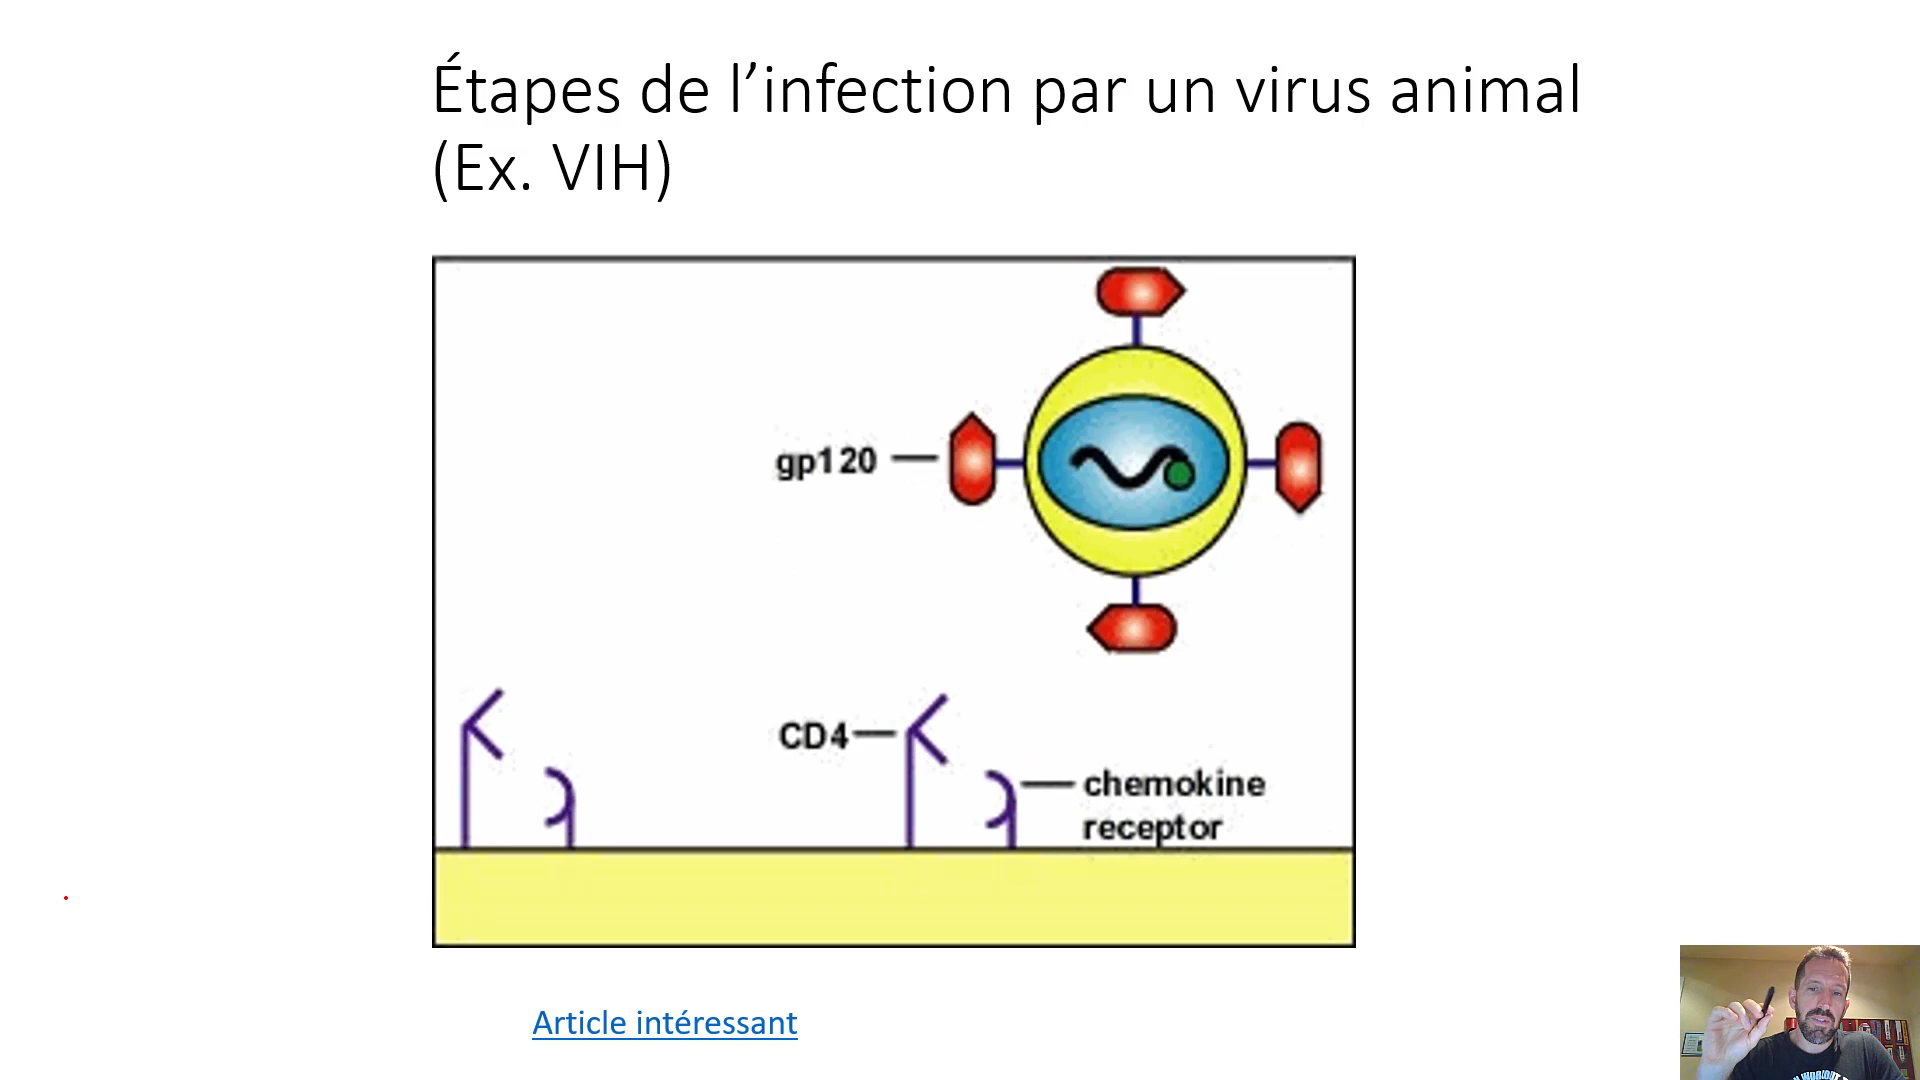 Étapes de l’infection par un virus animal
(Ex. VIH)
gp120
CD4
chemokine
receptor
Article intéressant